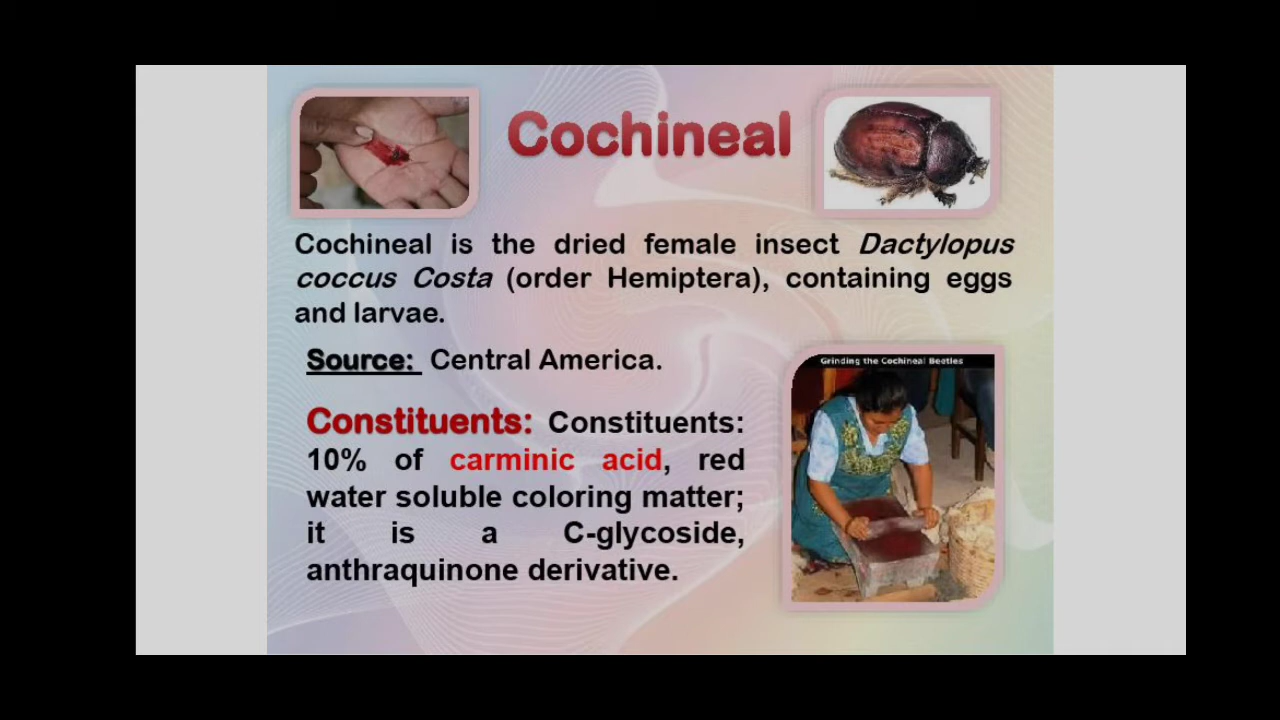 Cochineal
Cochineal is the dried female insect Dactylopus
coccus Costa (order Hemiptera), containing eggs
and larvae.
Source: Central America.
Grinding the Cochineal Beetles
Constituents: Constituents:
10% of carminic acid, red
water soluble coloring matter;
it is a C-glycoside,
anthraquinone derivative.